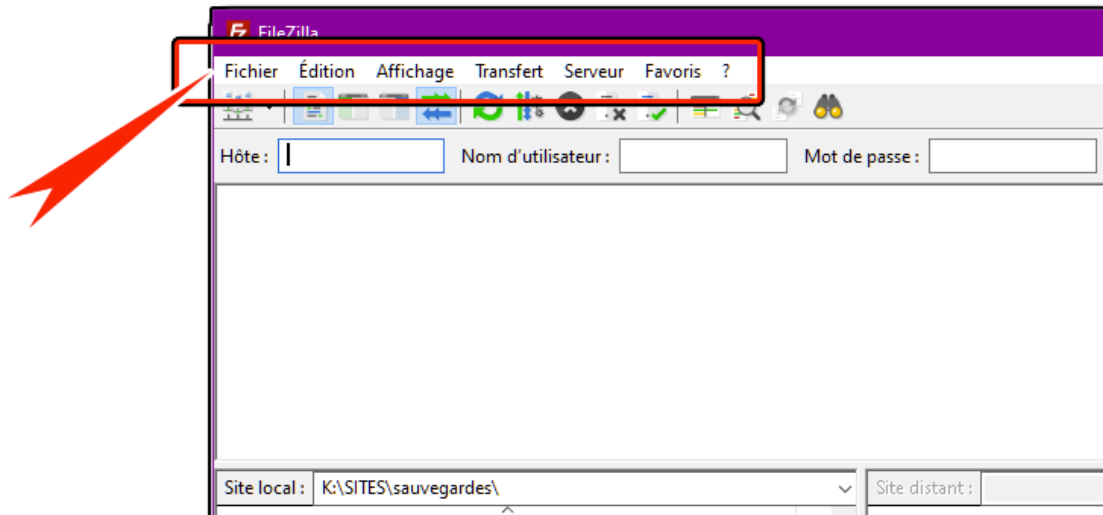 FileZilla
Fichier Édition Affichage Transfert Serveur Favoris ?
Hôte : Nom d'utilisateur : Mot de passe :
Site local : K:\SITES\sauvegardes\ Site distant :